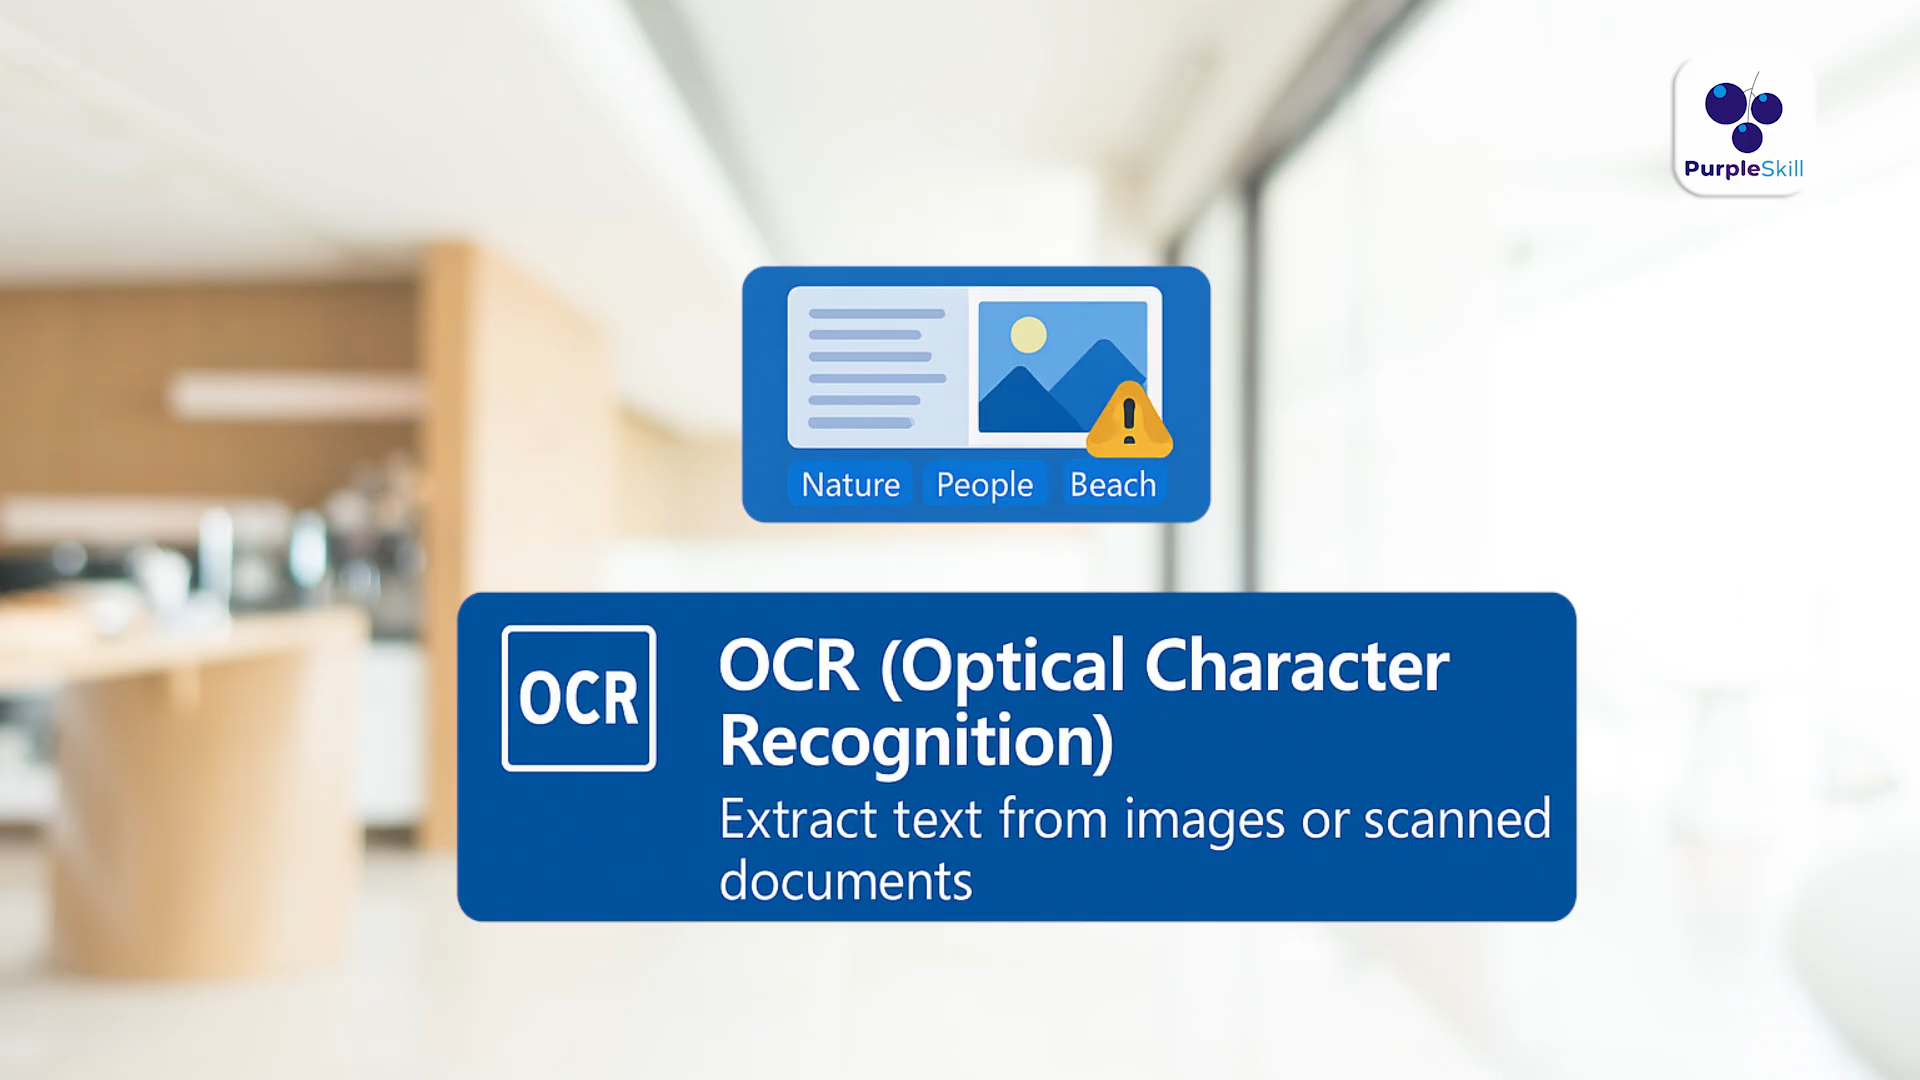 PurpleSkill
Nature People Beach
OCR
OCR (Optical Character
Recognition)
Extract text from images or scanned
documents